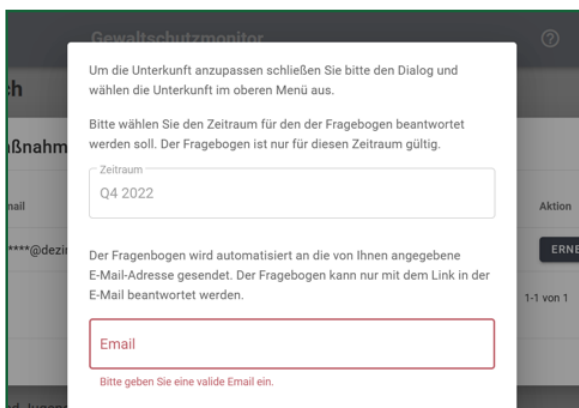 Gewaltschutzmonitor
Um die Unterkunft anzupassen schließen Sie bitte den Dialog und
wählen die Unterkunft im oberen Menü aus.
Bitte wählen Sie den Zeitraum für den der Fragebogen beantwortet
werden soll. Der Fragebogen ist nur für diesen Zeitraum gültig.
Zeitraum
Q4 2022
Aktion
Der Fragenbogen wird automatisiert an die von Ihnen angegebene
E-Mail-Adresse gesendet. Der Fragebogen kann nur mit dem Link in der
E-Mail beantwortet werden.
1-1 von 1
Email
Bitte geben Sie eine valide Email ein.